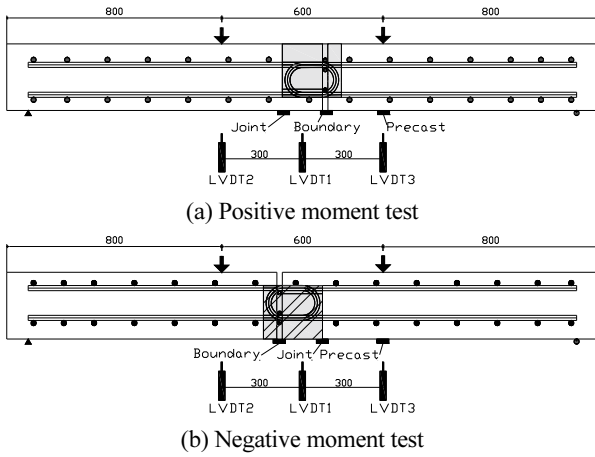 800 600 800
Joint Boundary Precast
300 300
LVDT2 LVDT1 LVDT3
(a) Positive moment test
800 600 800
Boundary Joint Precast
300 300
LVDT2 LVDT1 LVDT3
(b) Negative moment test